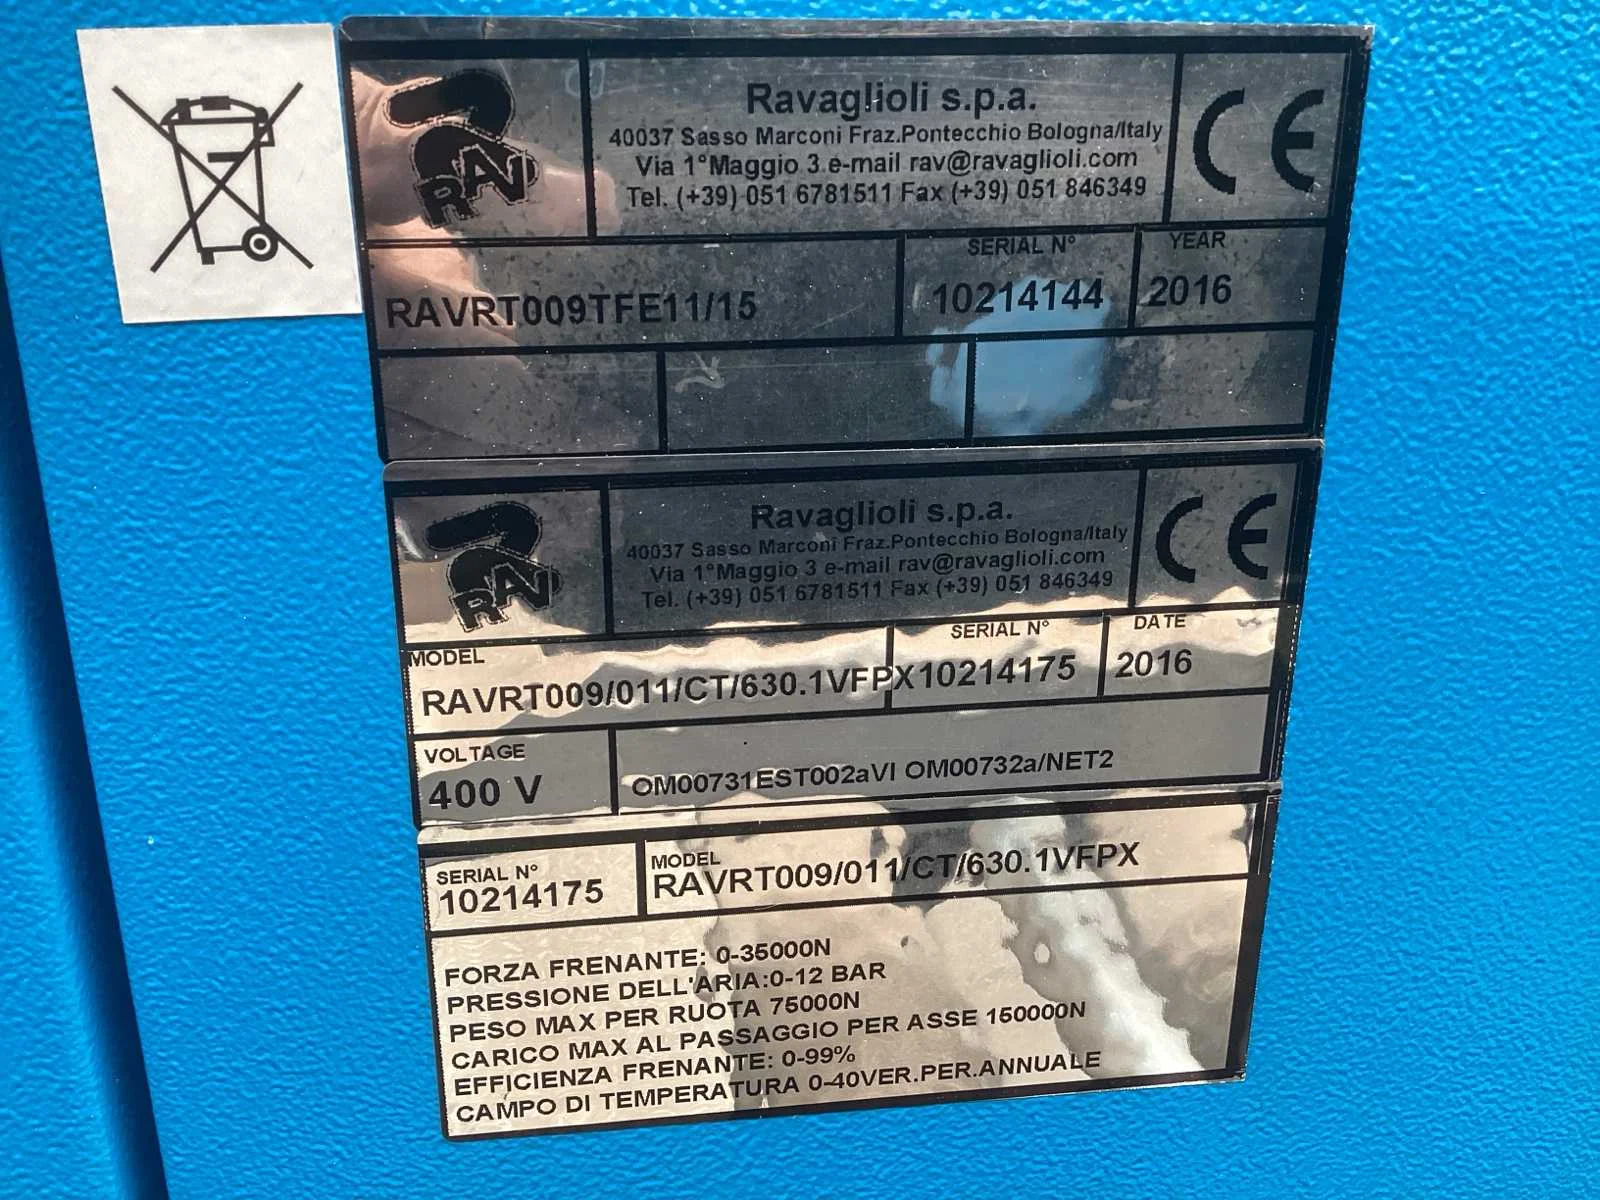 RAV
Ravaglioli s.p.a.
40037 Sasso Marconi Fraz.Pontecchio Bologna/Italy
Via 1°Maggio 3 e-mail rav@ravaglioli.com
Tel. (+39) 051 6781511 Fax (+39) 051 846349
CE
SERIAL N°
YEAR
RAVRT009TFE11/15
10214144
2016
RAV
Ravaglioli s.p.a.
40037 Sasso Marconi Fraz.Pontecchio Bologna/Italy
Via 1°Maggio 3 e-mail rav@ravaglioli.com
Tel. (+39) 051 6781511 Fax (+39) 051 846349
CE
MODEL
SERIAL N°
DATE
RAVRT009/011/CT/630.1VFPX
10214175
2016
VOLTAGE
400 V
OM00731EST002aVI OM00732a/NET2
SERIAL N°
10214175
MODEL
RAVRT009/011/CT/630.1VFPX
FORZA FRENANTE: 0-35000N
PRESSIONE DELL'ARIA:0-12 BAR
PESO MAX PER RUOTA 75000N
CARICO MAX AL PASSAGGIO PER ASSE 150000N
EFFICIENZA FRENANTE: 0-99%
CAMPO DI TEMPERATURA 0-40VER.PER.ANNUALE